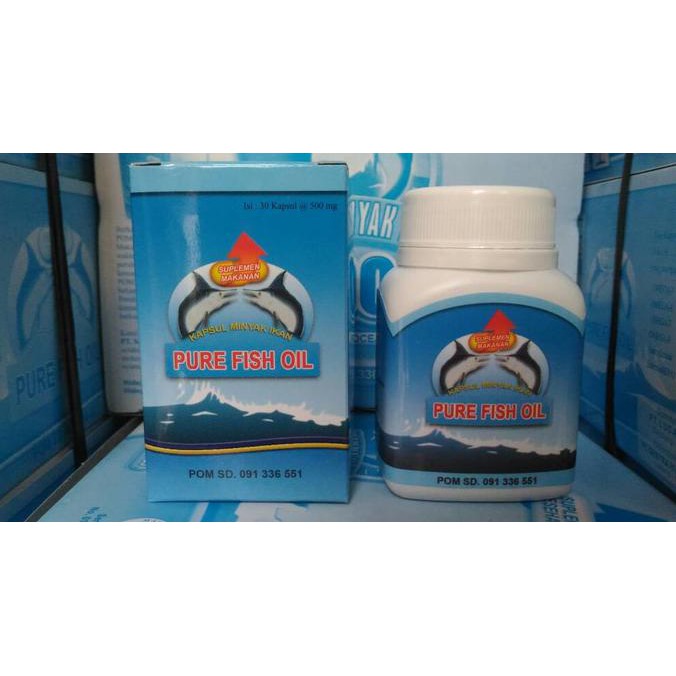 Isi : 30 Kapsul @ 500 mg
SUPLEMEN
MAKANAN
KAPSUL MINYAK IKAN
PURE FISH OIL
POM SD. 091 336 551
SUPLEMEN
MAKANAN
KAPSUL MINYAK IKAN
PURE FISH OIL
POM SD. 091 336 551
YAK
PURE FISH